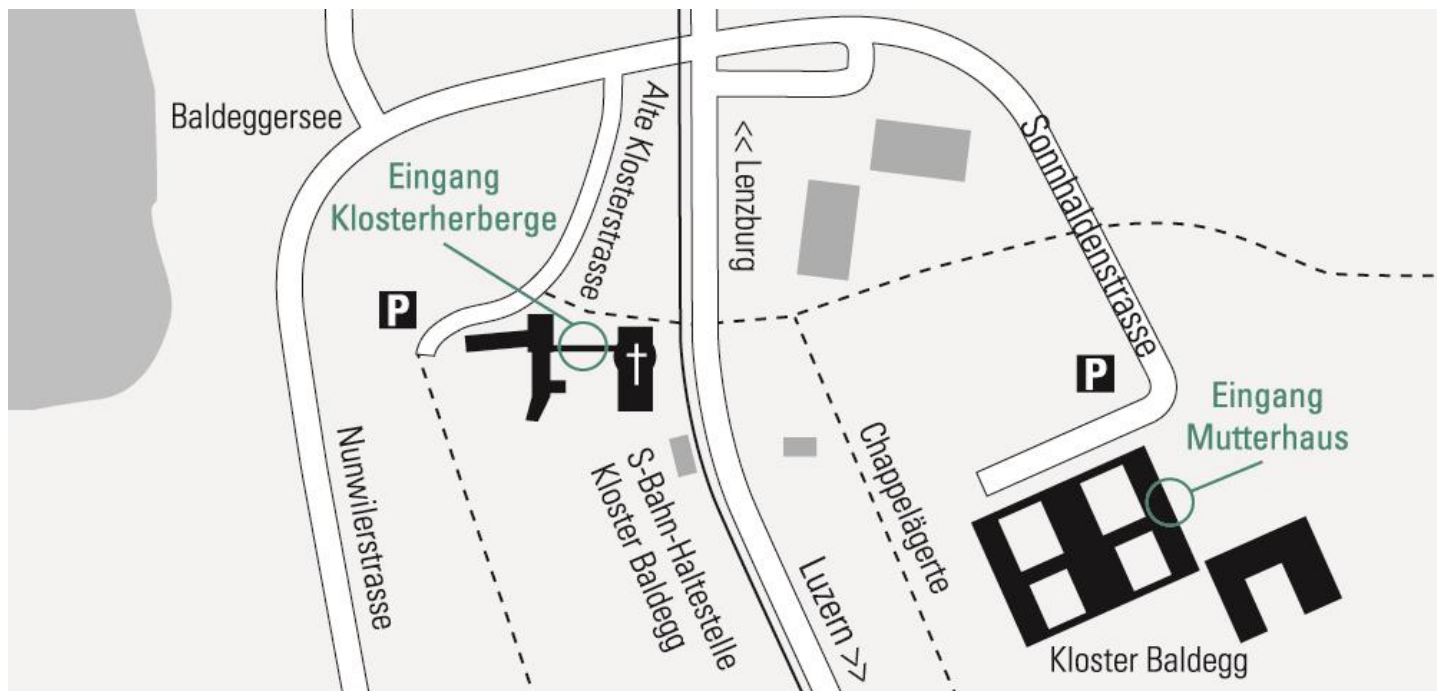 Baldeggersee
Eingang
Klosterherberge
Alte Klosterstrasse
<< Lenzburg
Sonnhaldenstrasse
P
P
Eingang
Mutterhaus
Nunwilerstrasse
S-Bahn-Haltestelle
Kloster Baldegg
Chappelägerte
Luzern >>
Kloster Baldegg